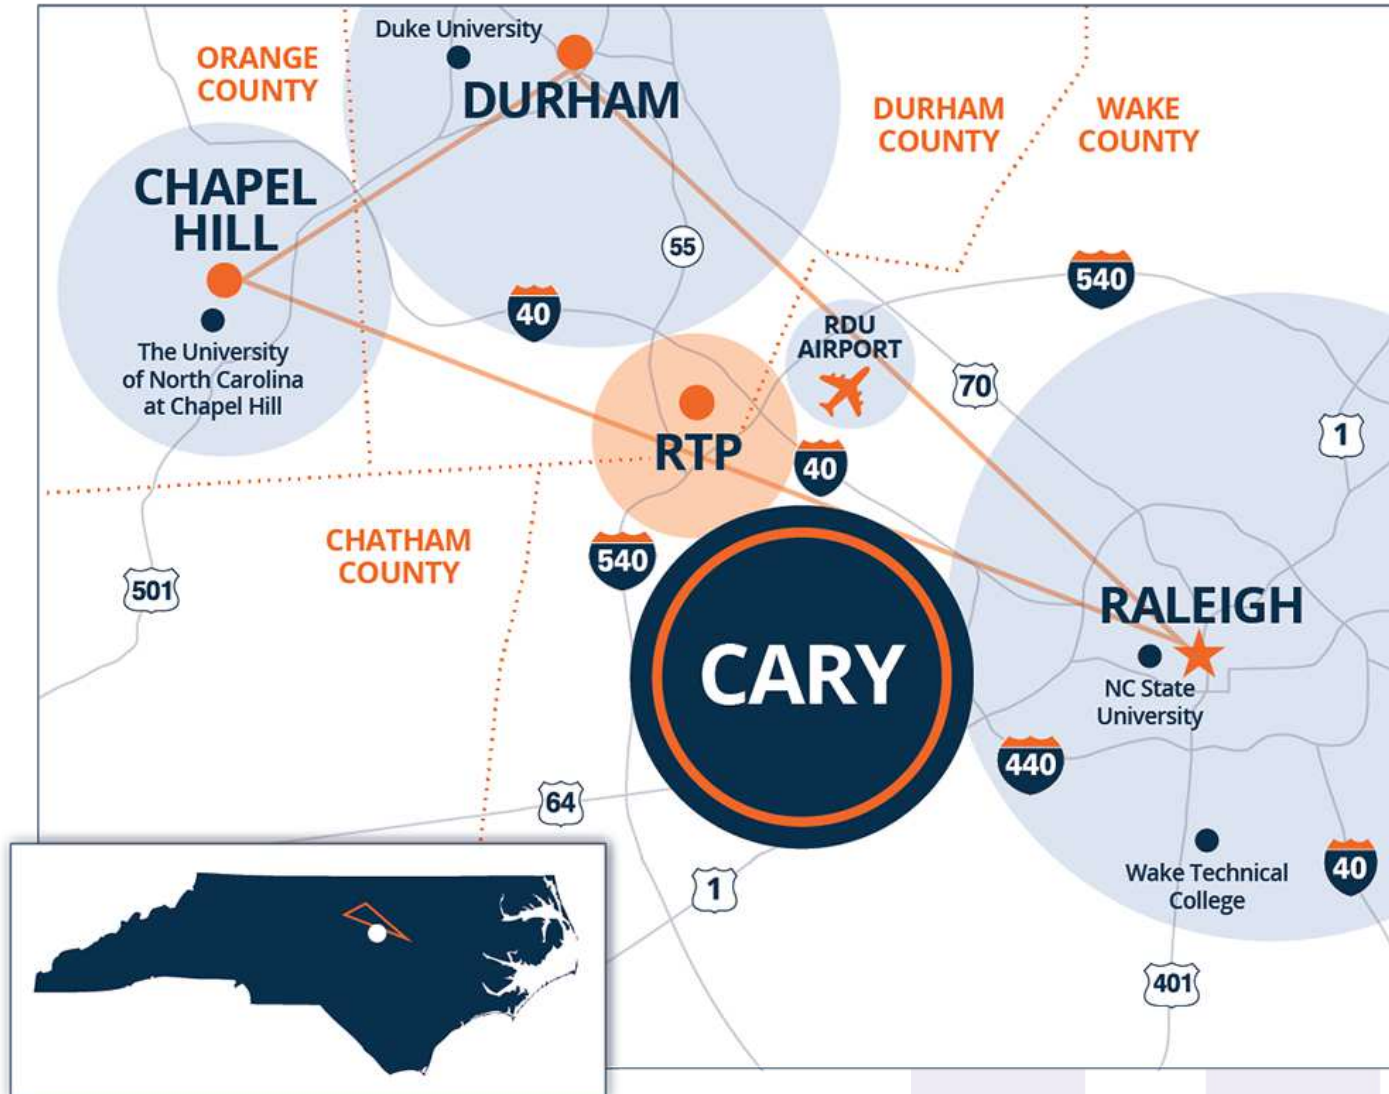 Duke University
ORANGE
COUNTY
DURHAM
DURHAM
COUNTY
WAKE
COUNTY
CHAPEL
HILL
55
540
40
RDU
AIRPORT
The University
of North Carolina
at Chapel Hill
70
1
RTP
40
CHATHAM
COUNTY
540
501
RALEIGH
CARY
NC State
University
440
64
Wake Technical
College
40
1
401